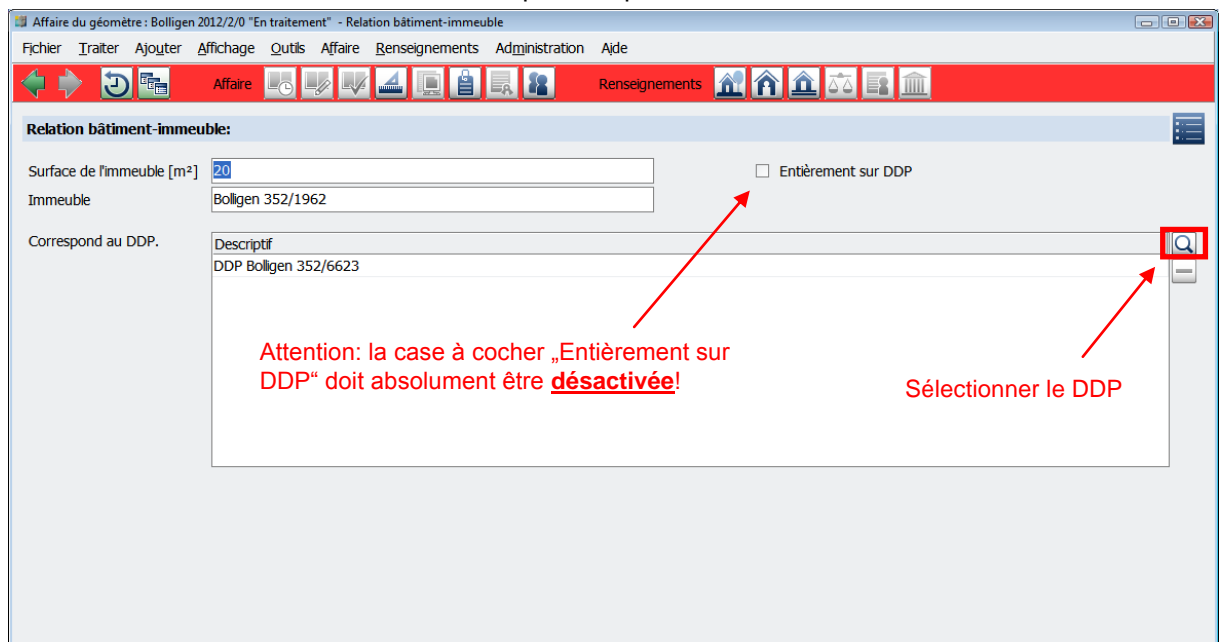 Affaire du géomètre : Bolligen 2012/2/0 "En traitement" - Relation bâtiment-immeuble
Fichier Traiter Ajouter Affichage Outils Affaire Renseignements Administration Aide
Affaire Renseignements
Relation bâtiment-immeuble:
Surface de l'immeuble [m²] 20 Entièrement sur DDP
Immeuble Bolligen 352/1962
Correspond au DDP. Descriptif
DDP Bolligen 352/6623
Attention: la case à cocher „Entièrement sur
DDP“ doit absolument être désactivée!
Sélectionner le DDP